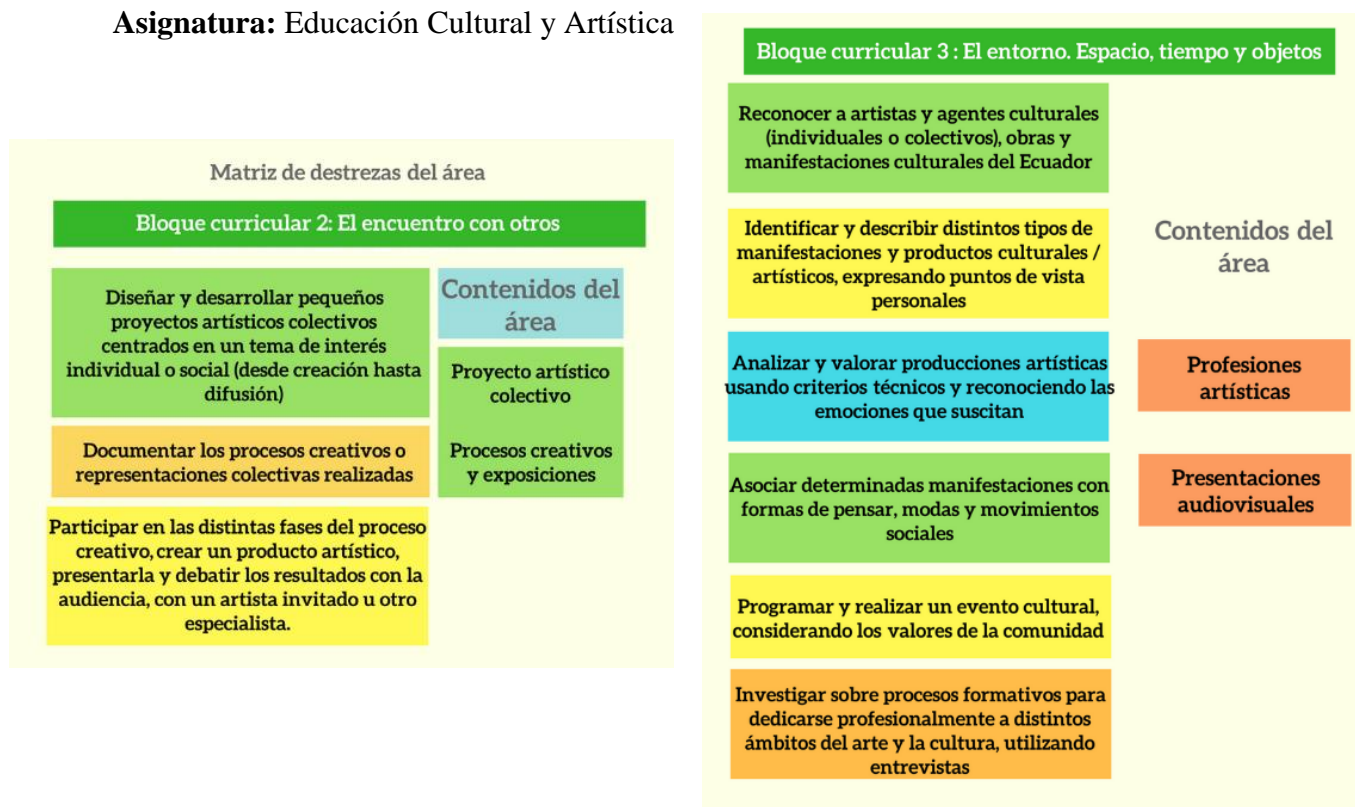 Asignatura: Educación Cultural y Artística
Matriz de destrezas del área
Bloque curricular 2: El encuentro con otros
Diseñar y desarrollar pequeños
proyectos artísticos colectivos
centrados en un tema de interés
individual o social (desde creación hasta
difusión)
Contenidos del
área
Proyecto artístico
colectivo
Documentar los procesos creativos o
representaciones colectivas realizadas
Procesos creativos
y exposiciones
Participar en las distintas fases del proceso
creativo, crear un producto artístico,
presentarla y debatir los resultados con la
audiencia, con un artista invitado u otro
especialista.
Bloque curricular 3 : El entorno. Espacio, tiempo y objetos
Reconocer a artistas y agentes culturales
(individuales o colectivos), obras y
manifestaciones culturales del Ecuador
Identificar y describir distintos tipos de
manifestaciones y productos culturales /
artísticos, expresando puntos de vista
personales
Contenidos del
área
Analizar y valorar producciones artísticas
usando criterios técnicos y reconociendo las
emociones que suscitan
Profesiones
artísticas
Asociar determinadas manifestaciones con
formas de pensar, modas y movimientos
sociales
Presentaciones
audiovisuales
Programar y realizar un evento cultural,
considerando los valores de la comunidad
Investigar sobre procesos formativos para
dedicarse profesionalmente a distintos
ámbitos del arte y la cultura, utilizando
entrevistas